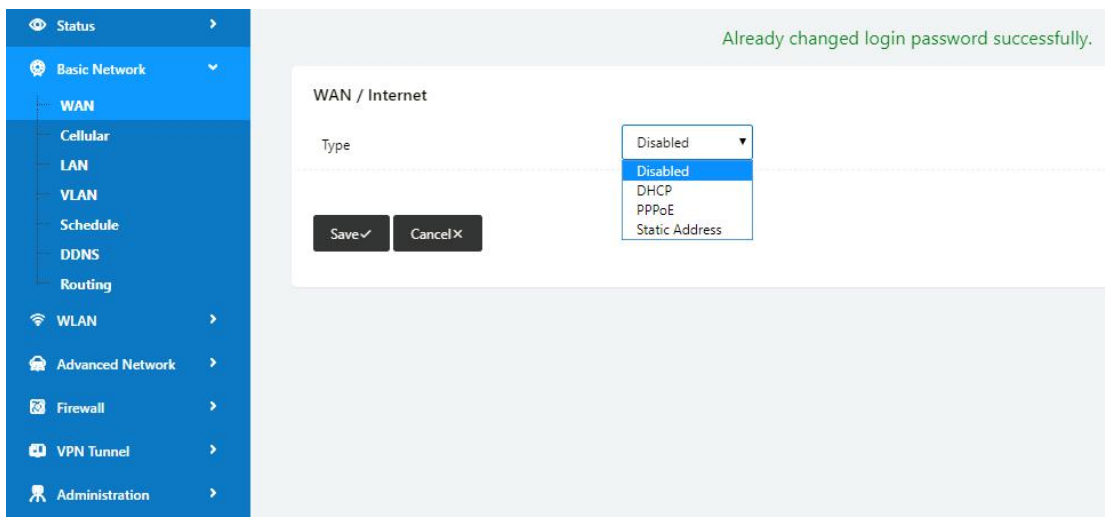 Status
Basic Network
WAN
Cellular
LAN
VLAN
Schedule
DDNS
Routing
WLAN
Advanced Network
Firewall
VPN Tunnel
Administration
Already changed login password successfully.
WAN / Internet
Type
Disabled
Disabled
DHCP
PPPoE
Static Address
Save
Cancel